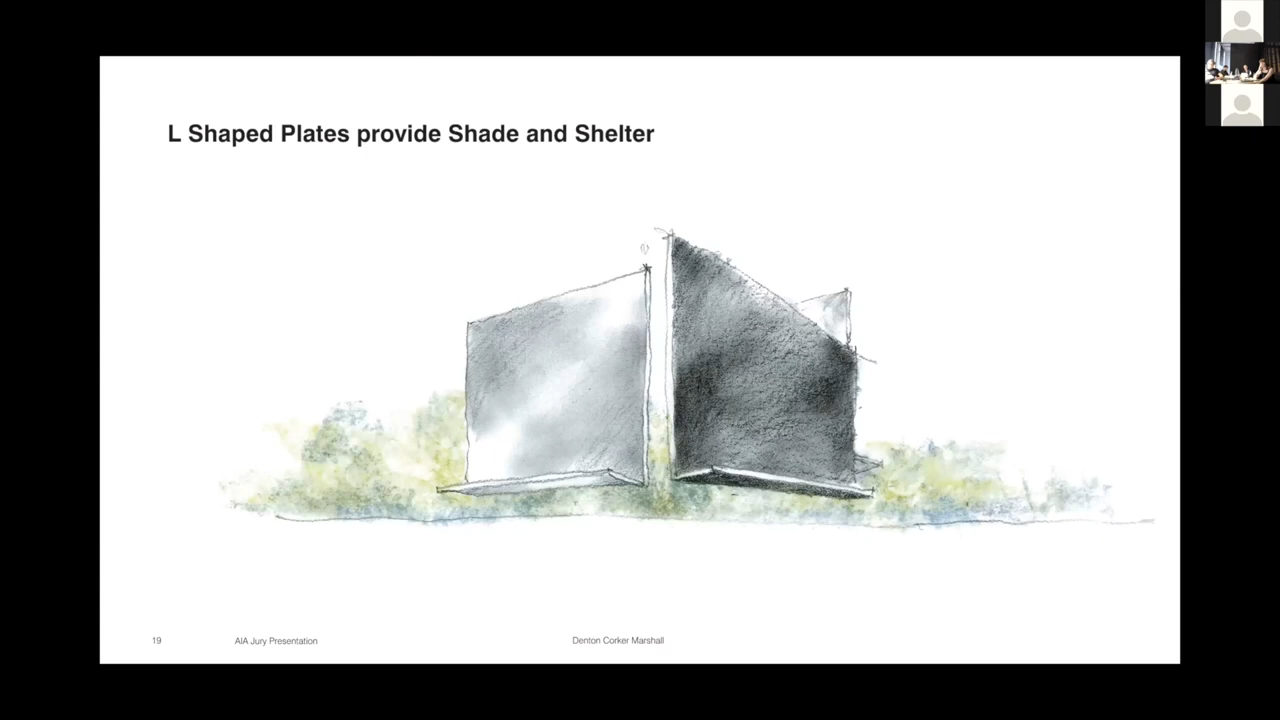 L Shaped Plates provide Shade and Shelter
19 AIA Jury Presentation Denton Corker Marshall